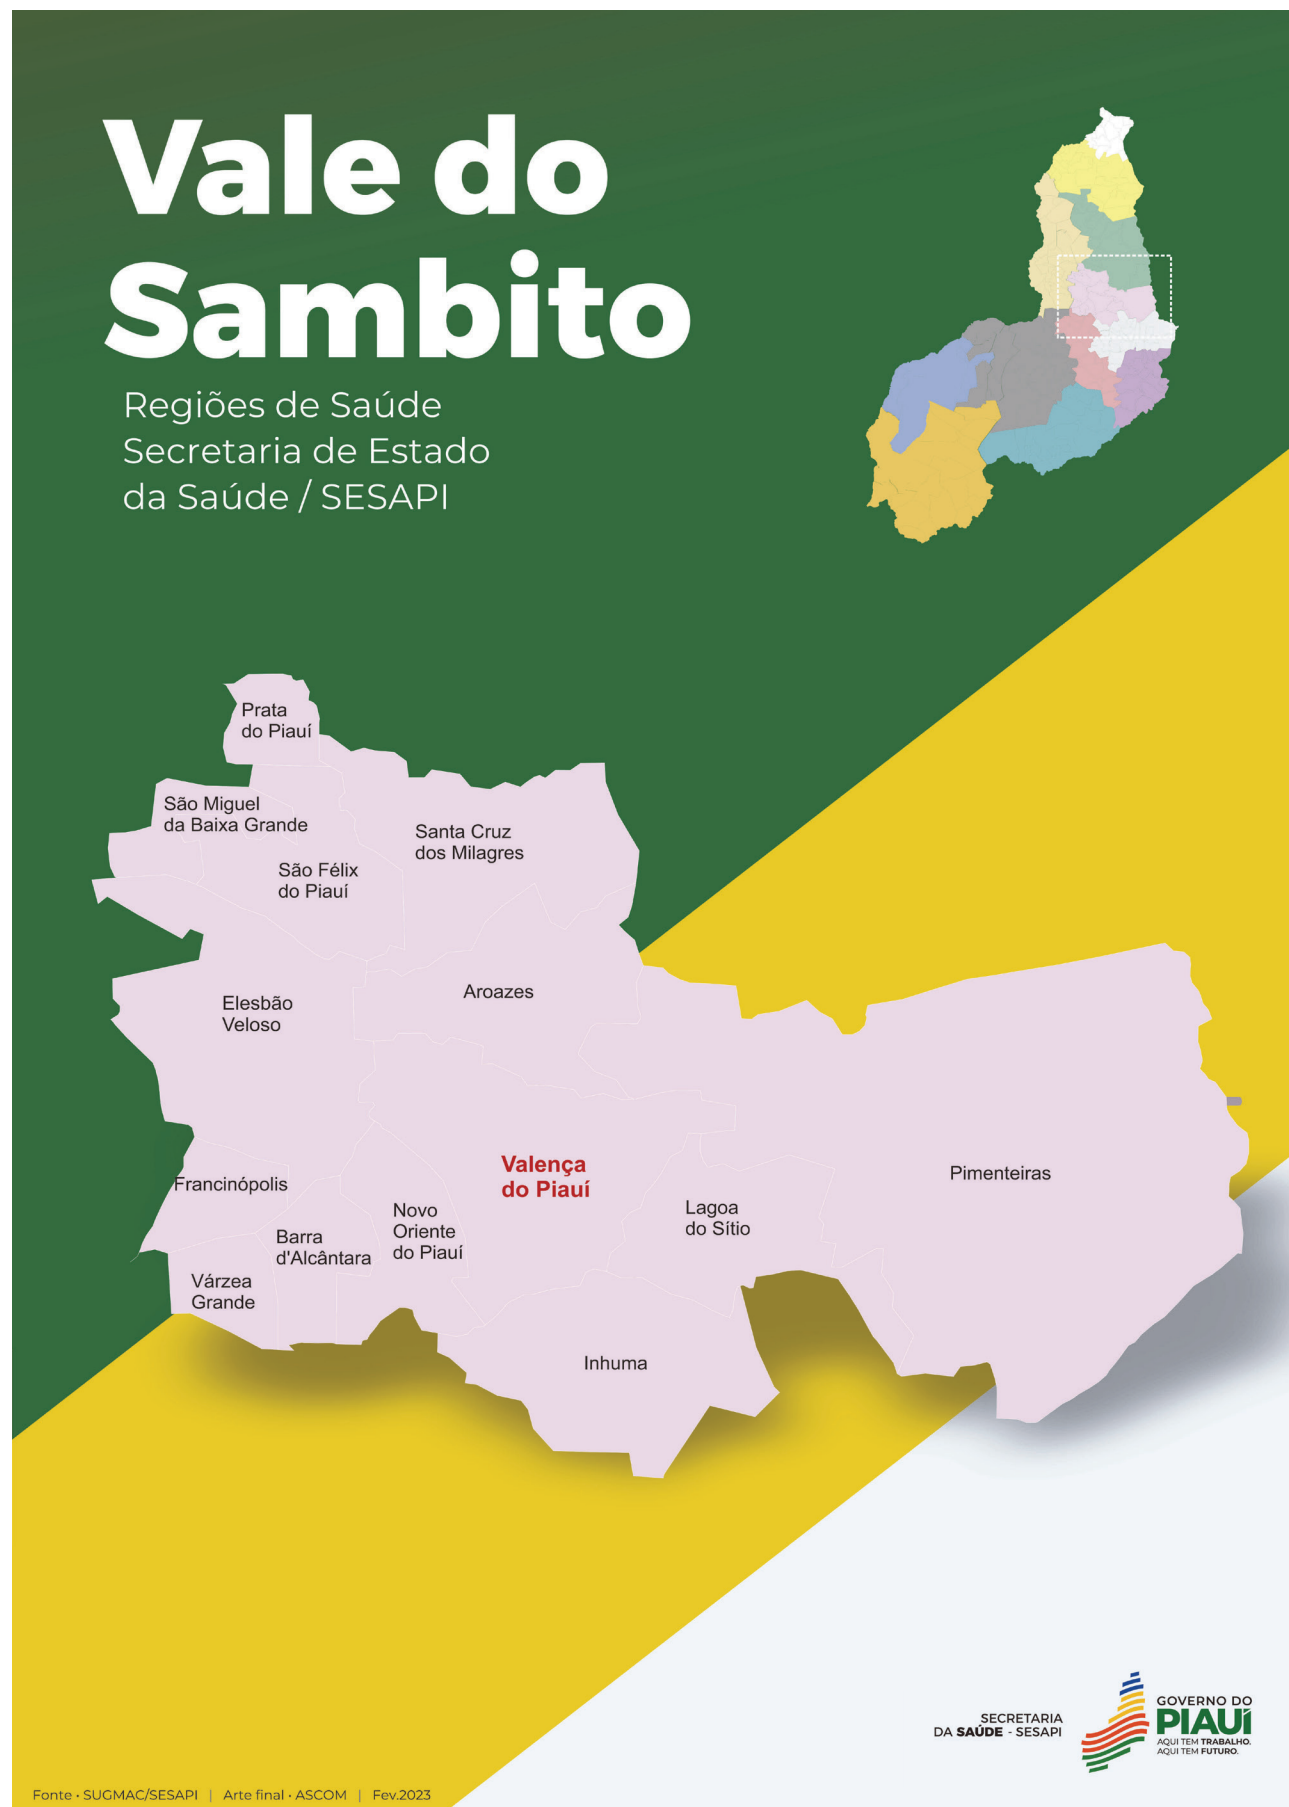 Vale do
Sambito
Regiões de Saúde
Secretaria de Estado
da Saúde / SESAPI
Prata
do Piauí
São Miguel
da Baixa Grande
Santa Cruz
dos Milagres
São Félix
do Piauí
Elesbão
Veloso
Aroazes
Valença
do Piauí
Pimenteiras
Francinópolis
Lagoa
do Sítio
Novo
Oriente
do Piauí
Barra
d'Alcântara
Várzea
Grande
Inhuma
SECRETARIA
DA SAÚDE - SESAPI
GOVERNO DO
PIAUÍ
AQUI TEM TRABALHO.
AQUI TEM FUTURO.
Fonte • SUGMAC/SESAPI | Arte final • ASCOM | Fev.2023